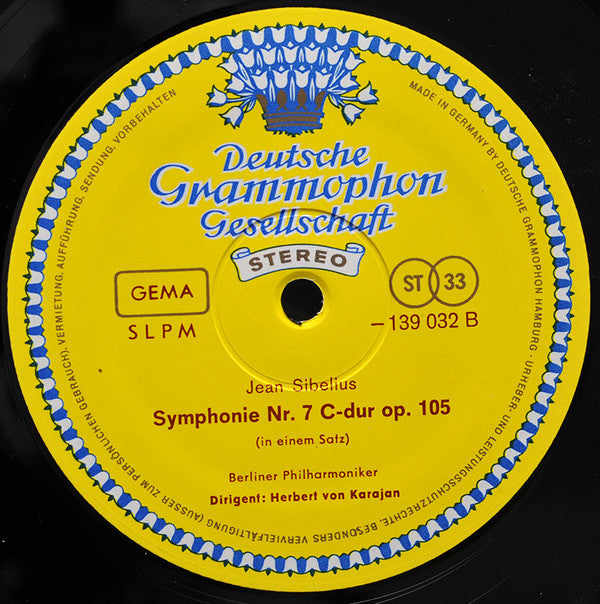 Deutsche
Grammophon
Gesellschaft
STEREO
GEMA
SLPM
ST 33
–139 032 B
Jean Sibelius
Symphonie Nr. 7 C-dur op. 105
(in einem Satz)
Berliner Philharmoniker
Dirigent: Herbert von Karajan
MADE IN GERMANY BY DEUTSCHE GRAMMOPHON HAMBURG · URHEBER- UND LEISTUNGSSCHUTZRECHTE, BESONDERS VERVIELFÄLTIGUNG (AUSSER ZUM PERSÖNLICHEN GEBRAUCH), VERMIETUNG, AUFFÜHRUNG, SENDUNG, VORBEHALTEN